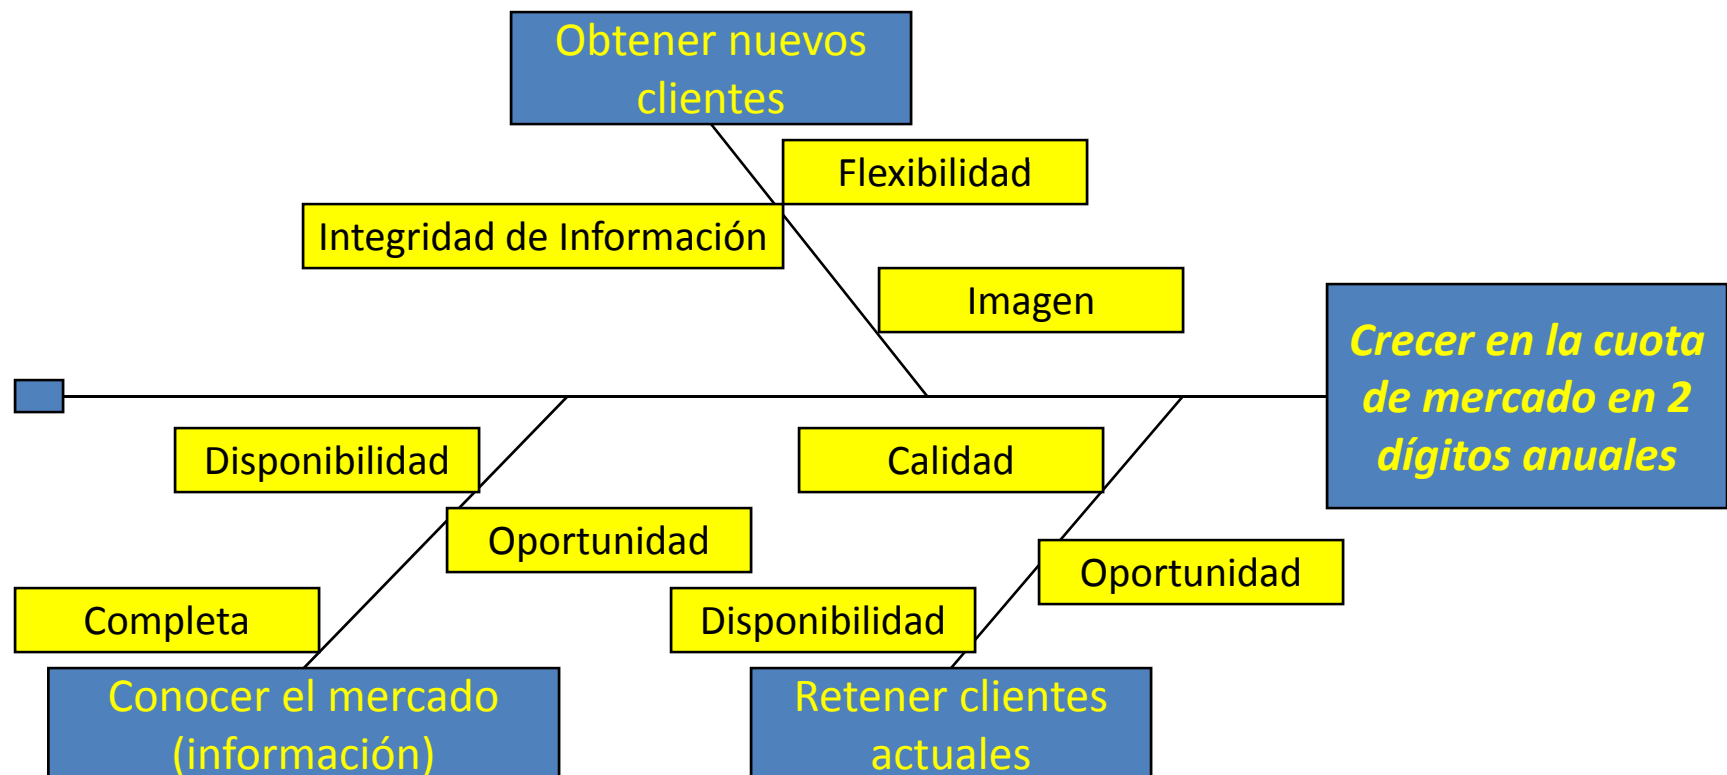 Obtener nuevos
clientes
Flexibilidad
Integridad de Información
Imagen
Crecer en la cuota
de mercado en 2
dígitos anuales
Disponibilidad
Calidad
Oportunidad
Oportunidad
Completa
Disponibilidad
Conocer el mercado
(información)
Retener clientes
actuales